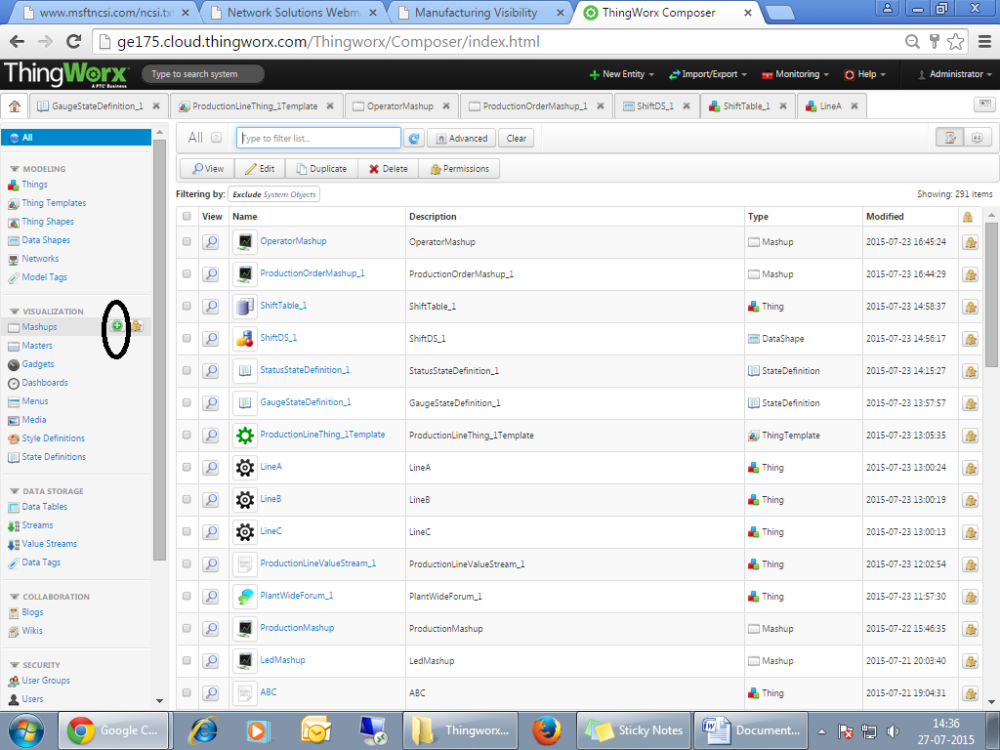 www.msftncsi.com/ncsi.tx
Network Solutions Webm
Manufacturing Visibility
ThingWorx Composer
ge175.cloud.thingworx.com/Thingworx/Composer/index.html
ThingWorx
A PTC Business
Type to search system
New Entity
Import/Export
Monitoring
Help
Administrator
GaugeStateDefinition_1
ProductionLineThing_1Template
OperatorMashup
ProductionOrderMashup_1
ShiftDS_1
ShiftTable_1
LineA
All
MODELING
Things
Thing Templates
Thing Shapes
Data Shapes
Networks
Model Tags
VISUALIZATION
Mashups
Masters
Gadgets
Dashboards
Menus
Media
Style Definitions
State Definitions
DATA STORAGE
Data Tables
Streams
Value Streams
Data Tags
COLLABORATION
Blogs
Wikis
SECURITY
User Groups
Users
All
Type to filter list...
Advanced
Clear
View
Edit
Duplicate
Delete
Permissions
Filtering by: Exclude System Objects
Showing: 291 items
View Name Description Type Modified
OperatorMashup OperatorMashup Mashup 2015-07-23 16:45:24
ProductionOrderMashup_1 ProductionOrderMashup_1 Mashup 2015-07-23 16:44:29
ShiftTable_1 ShiftTable_1 Thing 2015-07-23 14:58:37
ShiftDS_1 ShiftDS_1 DataShape 2015-07-23 14:56:17
StatusStateDefinition_1 StatusStateDefinition_1 StateDefinition 2015-07-23 14:15:27
GaugeStateDefinition_1 GaugeStateDefinition_1 StateDefinition 2015-07-23 13:57:57
ProductionLineThing_1Template ProductionLineThing_1Template ThingTemplate 2015-07-23 13:05:35
LineA LineA Thing 2015-07-23 13:00:24
LineB LineB Thing 2015-07-23 13:00:19
LineC LineC Thing 2015-07-23 13:00:13
ProductionLineValueStream_1 ProductionLineValueStream_1 Thing 2015-07-23 12:02:54
PlantWideForum_1 PlantWideForum_1 Thing 2015-07-23 11:57:30
ProductionMashup ProductionMashup Mashup 2015-07-22 15:46:35
LedMashup LedMashup Mashup 2015-07-21 20:03:40
ABC ABC Thing 2015-07-21 19:04:31
Google C...
Thingworx...
Sticky Notes
Document...
14:36
27-07-2015